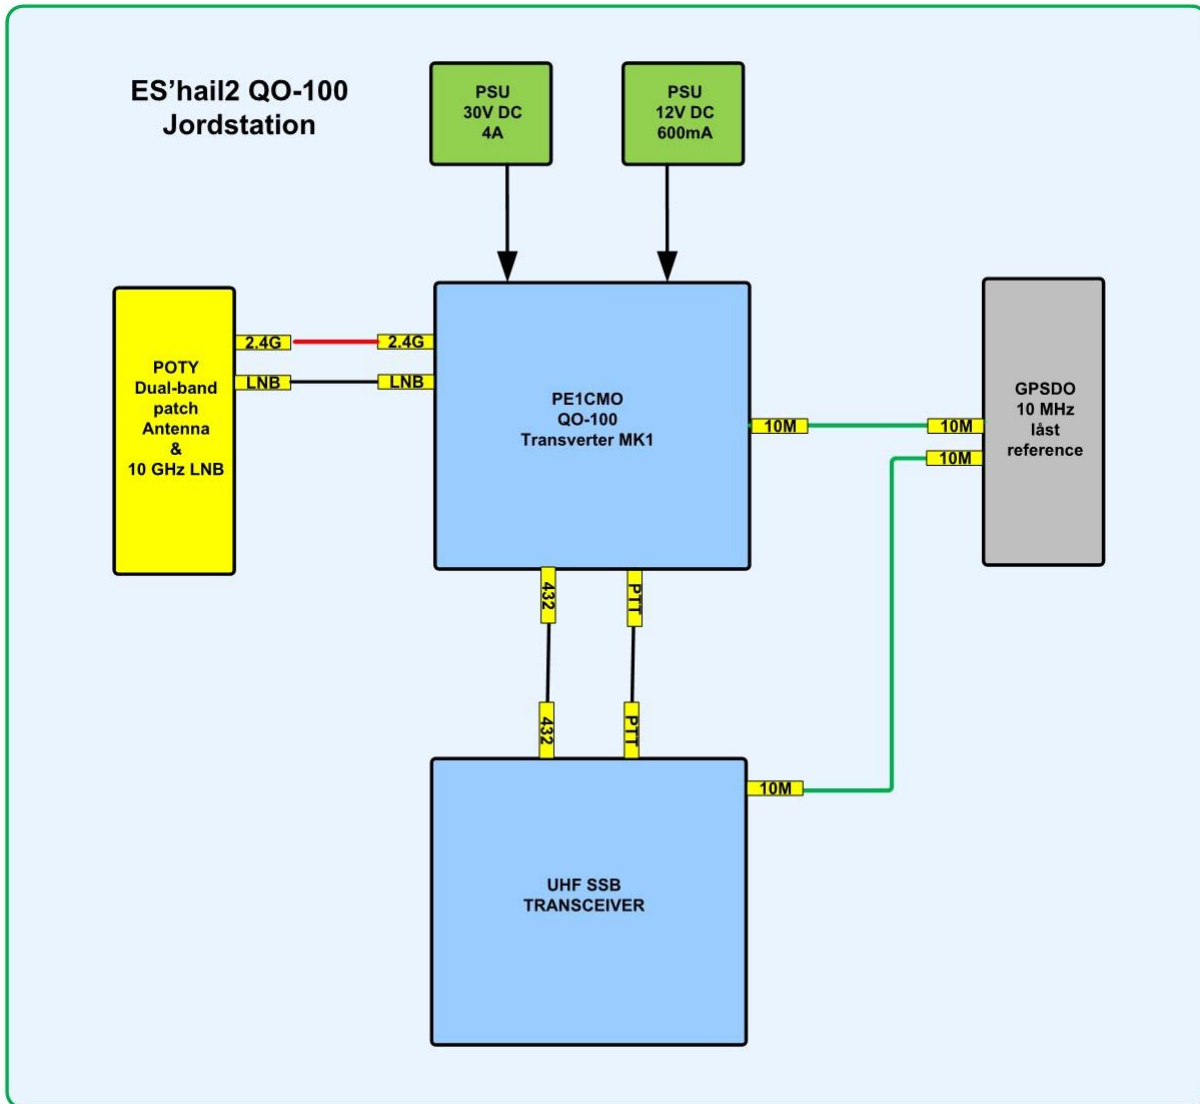 ES'hail2 QO-100
Jordstation
PSU
30V DC
4A
PSU
12V DC
600mA
POTY
Dual-band
patch
Antenna
&
10 GHz LNB
2.4G
2.4G
LNB
LNB
PE1CMO
QO-100
Transverter MK1
10M
10M
10M
GPSDO
10 MHz
låst
reference
432
PTT
432
PTT
10M
UHF SSB
TRANSCEIVER